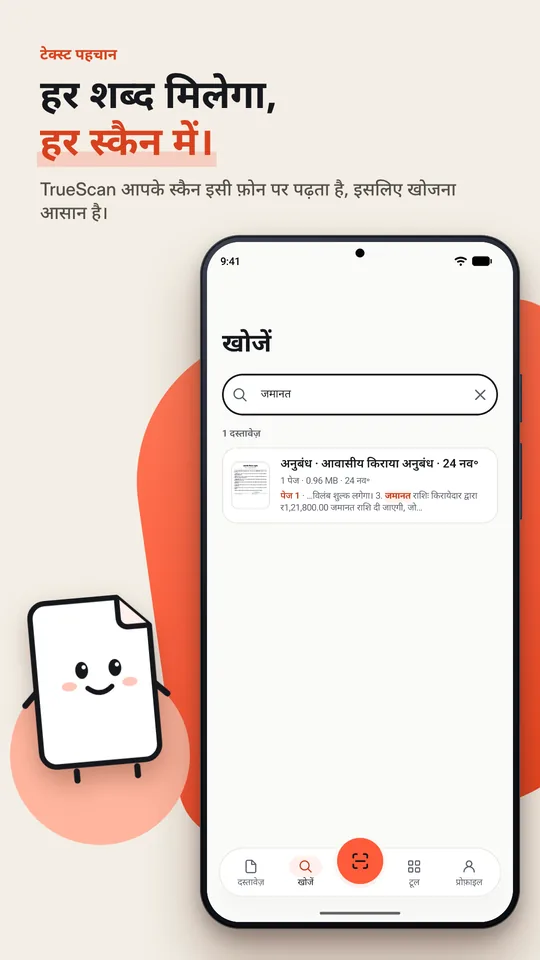 टेक्स्ट पहचान
हर शब्द मिलेगा,
हर स्कैन में।
TrueScan आपके स्कैन इसी फ़ोन पर पढ़ता है, इसलिए खोजना
आसान है।
9:41
खोजें
जमानत
1 दस्तावेज़
अनुबंध · आवासीय किराया अनुबंध · 24 नव॰
1 पेज · 0.96 MB · 24 नव॰
पेज 1 · …विलंब शुल्क लगेगा। 3. जमानत राशिः किरायेदार द्वारा
₹1,21,800.00 जमानत राशि दी जाएगी, जो…
दस्तावेज़
खोजें
टूल
प्रोफ़ाइल